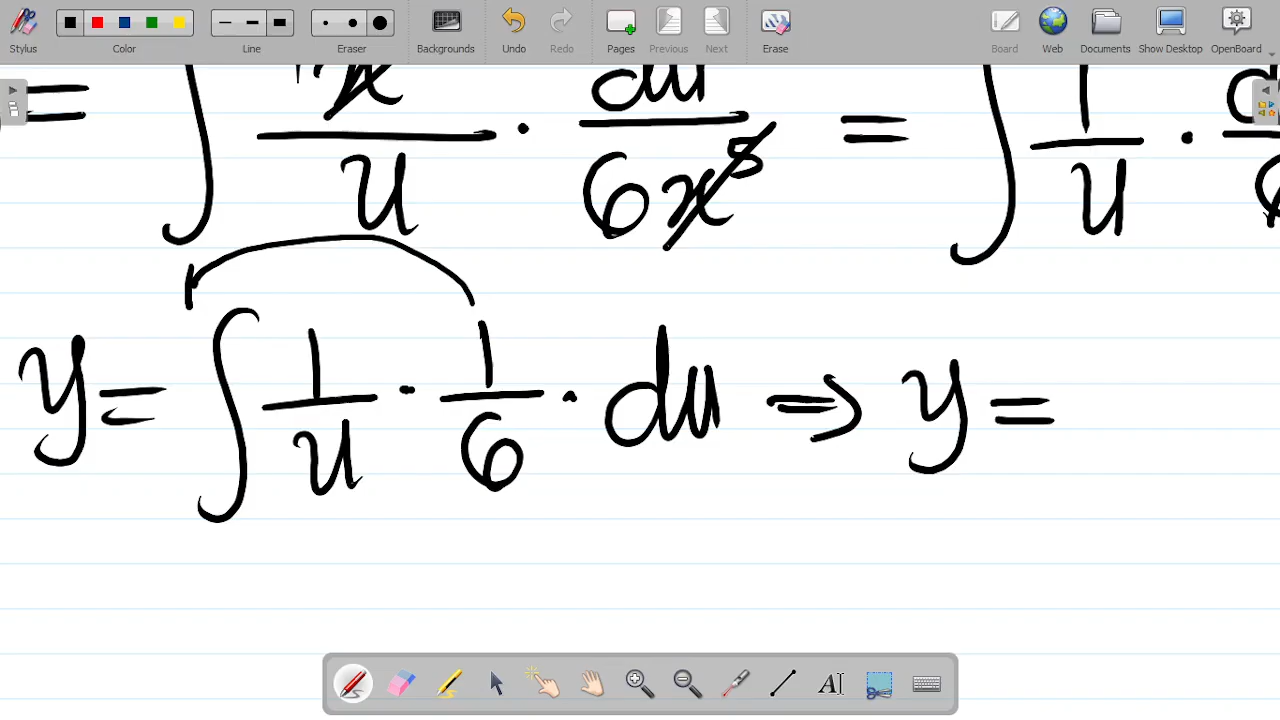 Stylus Color Line Eraser Backgrounds Undo Redo Pages Previous Next Erase Board Web Documents Show Desktop OpenBoard
= ∫ x/u · du/6x⁵ = ∫ 1/u ·
y = ∫ 1/u · 1/6 · du ⇒ y =